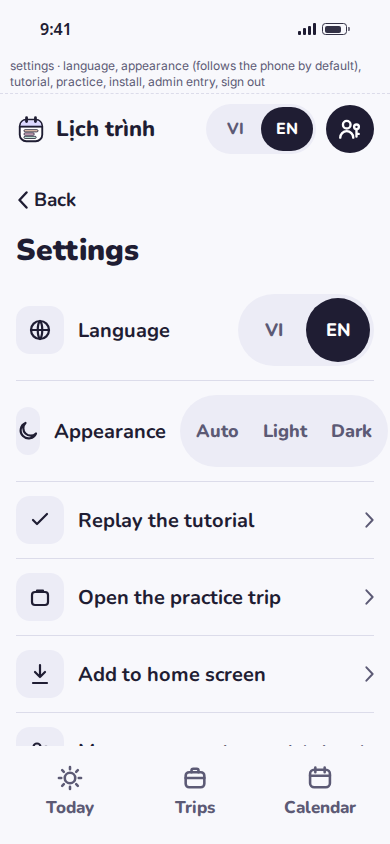 9:41
settings · language, appearance (follows the phone by default),
tutorial, practice, install, admin entry, sign out
Lịch trình
VI
EN
Back
Settings
Language
VI
EN
Appearance
Auto
Light
Dark
Replay the tutorial
Open the practice trip
Add to home screen
Today
Trips
Calendar